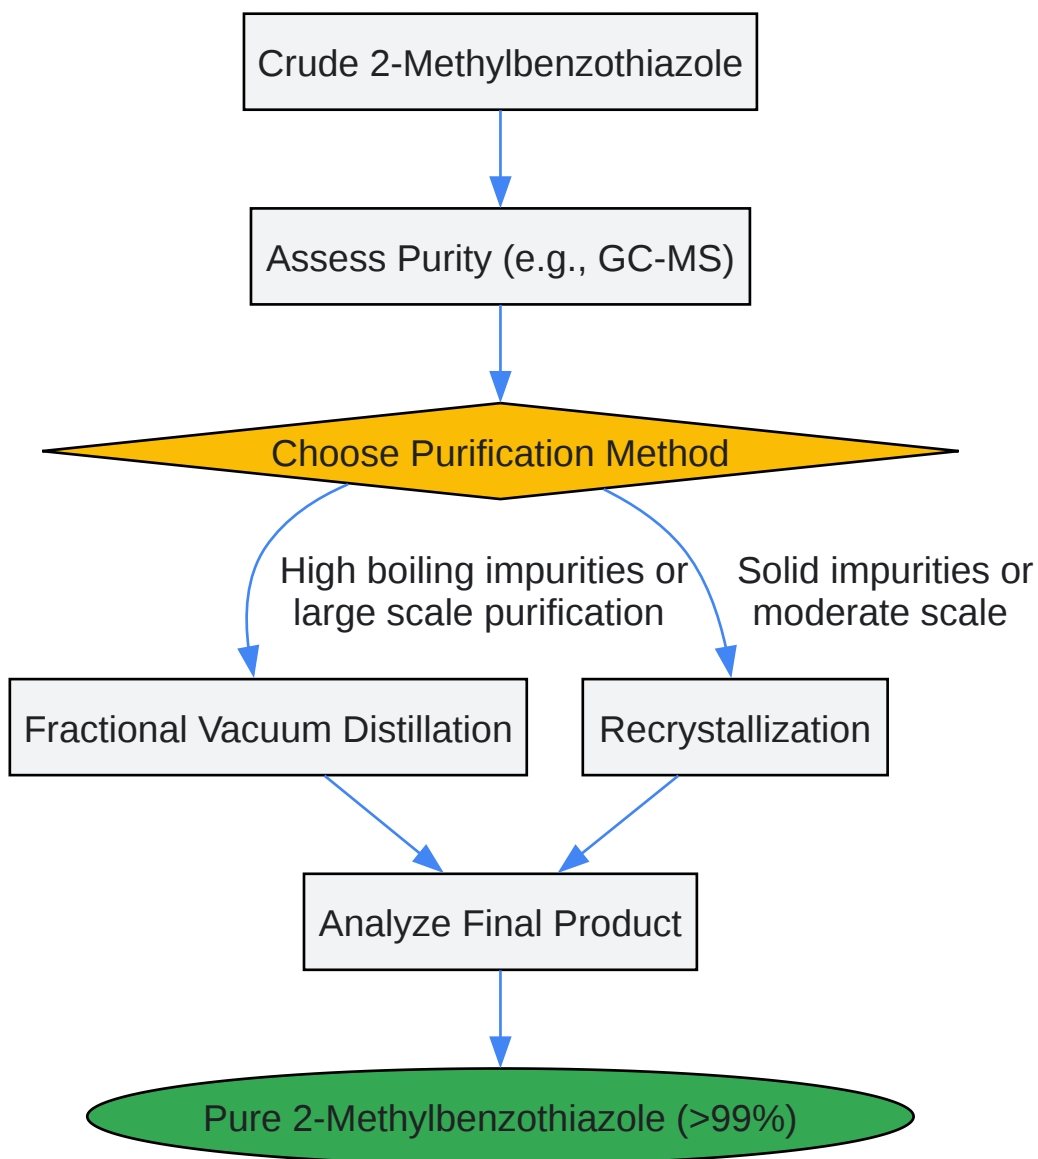 Crude 2-Methylbenzothiazole
Assess Purity (e.g., GC-MS)
Choose Purification Method
High boiling impurities or
large scale purification
Solid impurities or
moderate scale
Fractional Vacuum Distillation
Recrystallization
Analyze Final Product
Pure 2-Methylbenzothiazole (>99%)